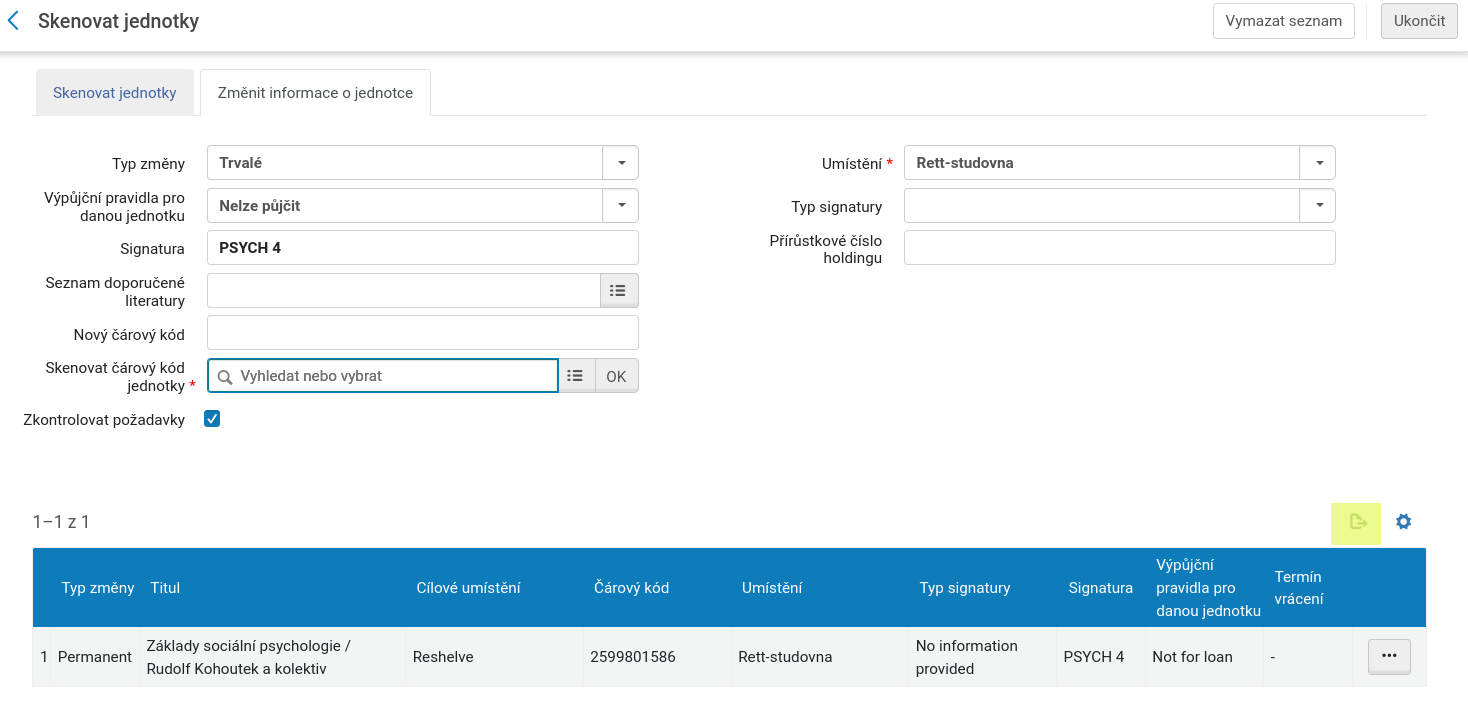 Skenovat jednotky
Vymazat seznam
Ukončit
Skenovat jednotky
Změnit informace o jednotce
Typ změny
Trvalé
Umístění *
Rett-studovna
Výpůjční pravidla pro
danou jednotku
Nelze půjčit
Typ signatury
Signatura
PSYCH 4
Přírůstkové číslo
holdingu
Seznam doporučené
literatury
Nový čárový kód
Skenovat čárový kód
jednotky *
Vyhledat nebo vybrat
OK
Zkontrolovat požadavky
1–1 z 1
Typ změny
Titul
Cílové umístění
Čárový kód
Umístění
Typ signatury
Signatura
Výpůjční
pravidla pro
danou jednotku
Termín
vrácení
1
Permanent
Základy sociální psychologie /
Rudolf Kohoutek a kolektiv
Reshelve
2599801586
Rett-studovna
No information
provided
PSYCH 4
Not for loan
-